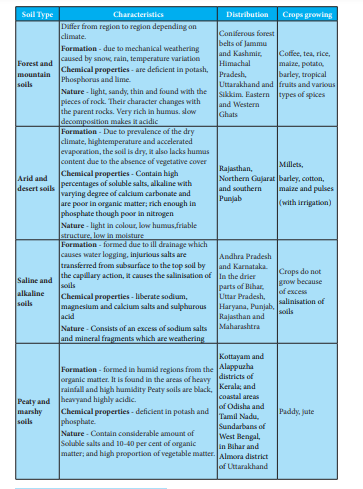 Soil Type Characteristics Distribution Crops growing
Forest and
mountain
soils
Differ from region to region depending on
climate.
Formation - due to mechanical weathering
caused by snow, rain, temperature variation
Chemical properties - are deficient in potash,
Phosphorus and lime.
Nature - light, sandy, thin and found with the
pieces of rock. Their character changes with
the parent rocks. Very rich in humus. slow
decomposition makes it acidic
Coniferous forest
belts of Jammu
and Kashmir,
Himachal
Pradesh,
Uttarakhand and
Sikkim. Eastern
and Western
Ghats
Coffee, tea, rice,
maize, potato,
barley, tropical
fruits and various
types of spices
Arid and
desert soils
Formation - Due to prevalence of the dry
climate, hightemperature and accelerated
evaporation, the soil is dry, it also lacks humus
content due to the absence of vegetative cover
Chemical properties - Contain high
percentages of soluble salts, alkaline with
varying degree of calcium carbonate and
are poor in organic matter; rich enough in
phosphate though poor in nitrogen
Nature - light in colour, low humus,friable
structure, low in moisture
Rajasthan,
Northern Gujarat
and southern
Punjab
Millets,
barley, cotton,
maize and pulses
(with irrigation)
Saline and
alkaline
soils
Formation - formed due to ill drainage which
causes water logging, injurious salts are
transferred from subsurface to the top soil by
the capillary action, it causes the salinisation of
soils
Chemical properties - liberate sodium,
magnesium and calcium salts and sulphurous
acid
Nature - Consists of an excess of sodium salts
and mineral fragments which are weathering
Andhra Pradesh
and Karnataka.
In the drier
parts of Bihar,
Uttar Pradesh,
Haryana, Punjab,
Rajasthan and
Maharashtra
Crops do not
grow because
of excess
salinisation of
soils
Peaty and
marshy
soils
Formation - formed in humid regions from the
organic matter. It is found in the areas of heavy
rainfall and high humidity Peaty soils are black,
heavyand highly acidic.
Chemical properties - deficient in potash and
phosphate.
Nature - Contain considerable amount of
Soluble salts and 10-40 per cent of organic
matter; and high proportion of vegetable matter.
Kottayam and
Alappuzha
districts of
Kerala; and
coastal areas
of Odisha and
Tamil Nadu,
Sundarbans of
West Bengal,
in Bihar and
Almora district
of Uttarakhand
Paddy, jute